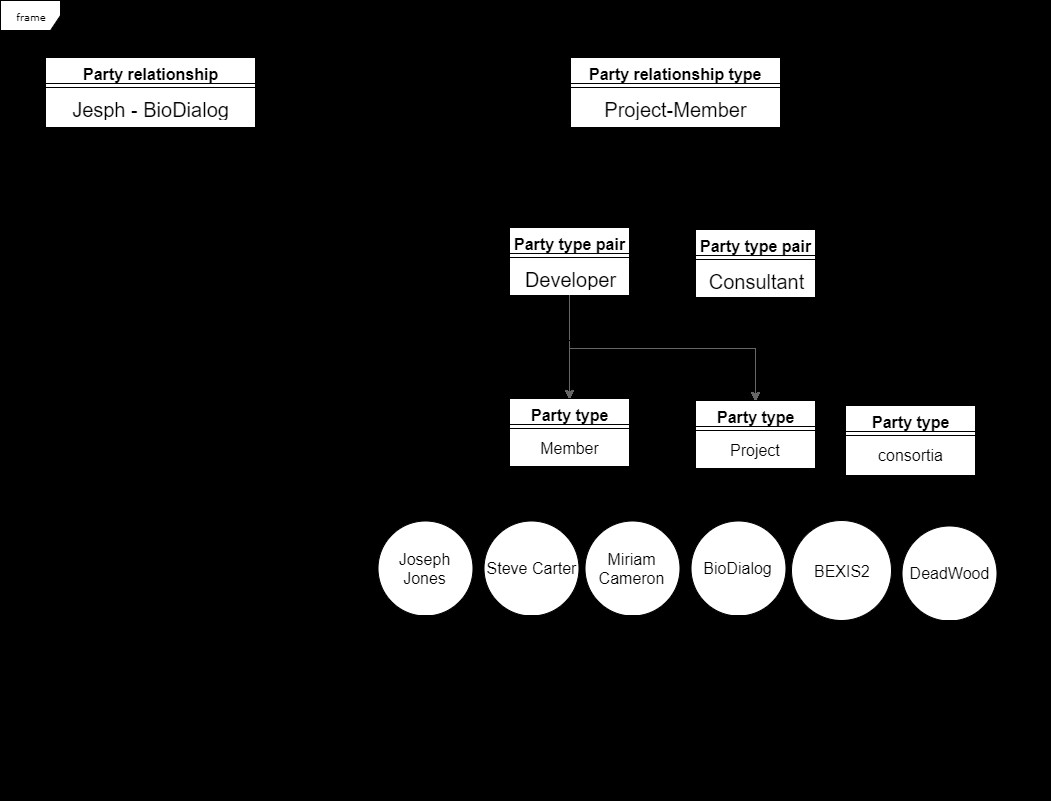 frame
Party relationship
Jesph - BioDialog
Party relationship type
Project-Member
Party type pair
Developer
Party type pair
Consultant
Party type
Member
Party type
Project
Party type
consortia
Joseph
Jones
Steve Carter
Miriam
Cameron
BioDialog
BEXIS2
DeadWood